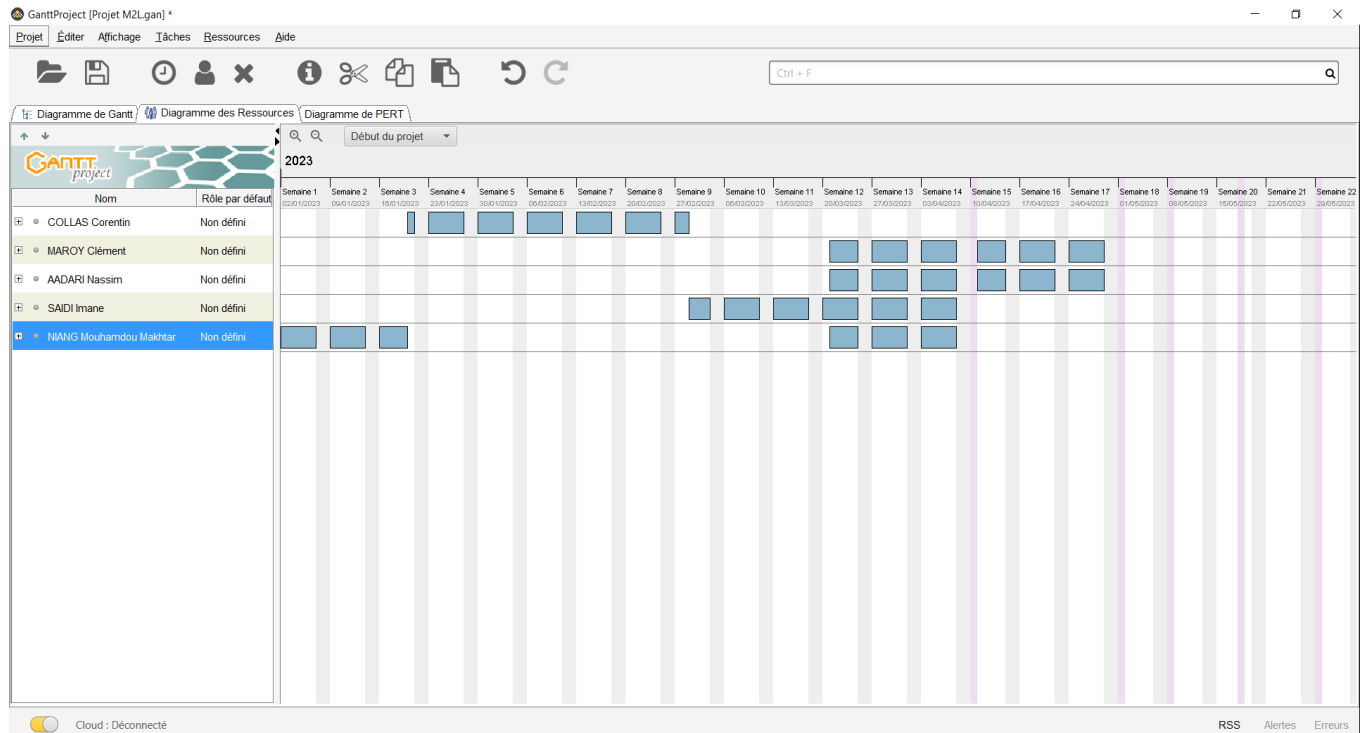 GanttProject [Projet M2L.gan] *
Projet Éditer Affichage Tâches Ressources Aide
Ctrl + F
Diagramme de Gantt Diagramme des Ressources Diagramme de PERT
Début du projet
GANTT project
2023
Nom Rôle par défaut
Semaine 1 Semaine 2 Semaine 3 Semaine 4 Semaine 5 Semaine 6 Semaine 7 Semaine 8 Semaine 9 Semaine 10 Semaine 11 Semaine 12 Semaine 13 Semaine 14 Semaine 15 Semaine 16 Semaine 17 Semaine 18 Semaine 19 Semaine 20 Semaine 21 Semaine 22
02/01/2023 09/01/2023 16/01/2023 23/01/2023 30/01/2023 06/02/2023 13/02/2023 20/02/2023 27/02/2023 06/03/2023 13/03/2023 20/03/2023 27/03/2023 03/04/2023 10/04/2023 17/04/2023 24/04/2023 01/05/2023 08/05/2023 15/05/2023 22/05/2023 29/05/2023
COLLAS Corentin Non défini
MAROY Clément Non défini
AADARI Nassim Non défini
SAIDI Imane Non défini
NIANG Mouhamdou Makhtar Non défini
Cloud : Déconnecté
RSS Alertes Erreurs